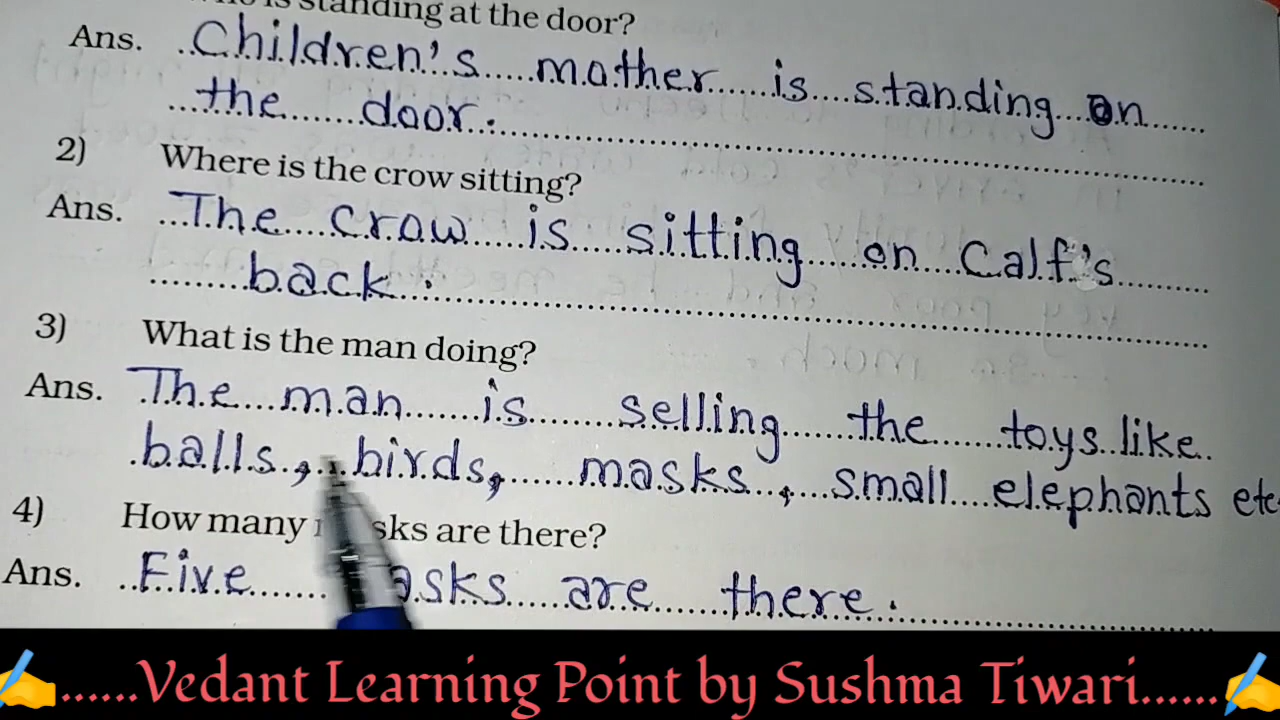 is standing at the door?
Ans. Children's mother is standing on
the door.
2) Where is the crow sitting?
Ans. The crow is sitting on Calf's
back.
3) What is the man doing?
Ans. The man is selling the toys like
balls, birds, masks, small elephants etc
4) How many are there?
Ans. Five are there.
✍......Vedant Learning Point by Sushma Tiwari......✍